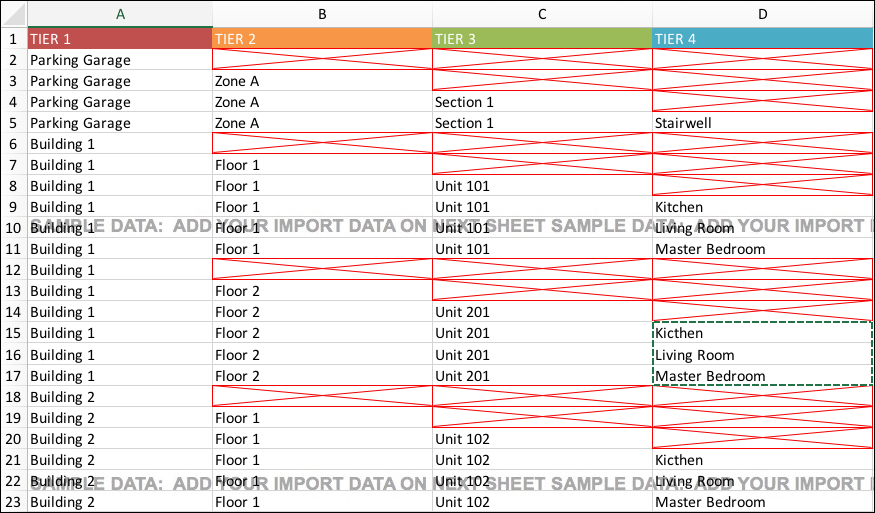 A B C D
1 TIER 1 TIER 2 TIER 3 TIER 4
2 Parking Garage
3 Parking Garage Zone A
4 Parking Garage Zone A Section 1
5 Parking Garage Zone A Section 1 Stairwell
6 Building 1
7 Building 1 Floor 1
8 Building 1 Floor 1 Unit 101
9 Building 1 Floor 1 Unit 101 Kitchen
SAMPLE DATA: ADD YOUR IMPORT DATA ON NEXT SHEET SAMPLE DATA: ADD YOUR IMPORT
10 Building 1 Floor 1 Unit 101 Living Room
11 Building 1 Floor 1 Unit 101 Master Bedroom
12 Building 1
13 Building 1 Floor 2
14 Building 1 Floor 2 Unit 201
15 Building 1 Floor 2 Unit 201 Kicthen
16 Building 1 Floor 2 Unit 201 Living Room
17 Building 1 Floor 2 Unit 201 Master Bedroom
18 Building 2
19 Building 2 Floor 1
20 Building 2 Floor 1 Unit 102
21 Building 2 Floor 1 Unit 102 Kicthen
SAMPLE DATA: ADD YOUR IMPORT DATA ON NEXT SHEET SAMPLE DATA: ADD YOUR IMPORT
22 Building 2 Floor 1 Unit 102 Living Room
23 Building 2 Floor 1 Unit 102 Master Bedroom